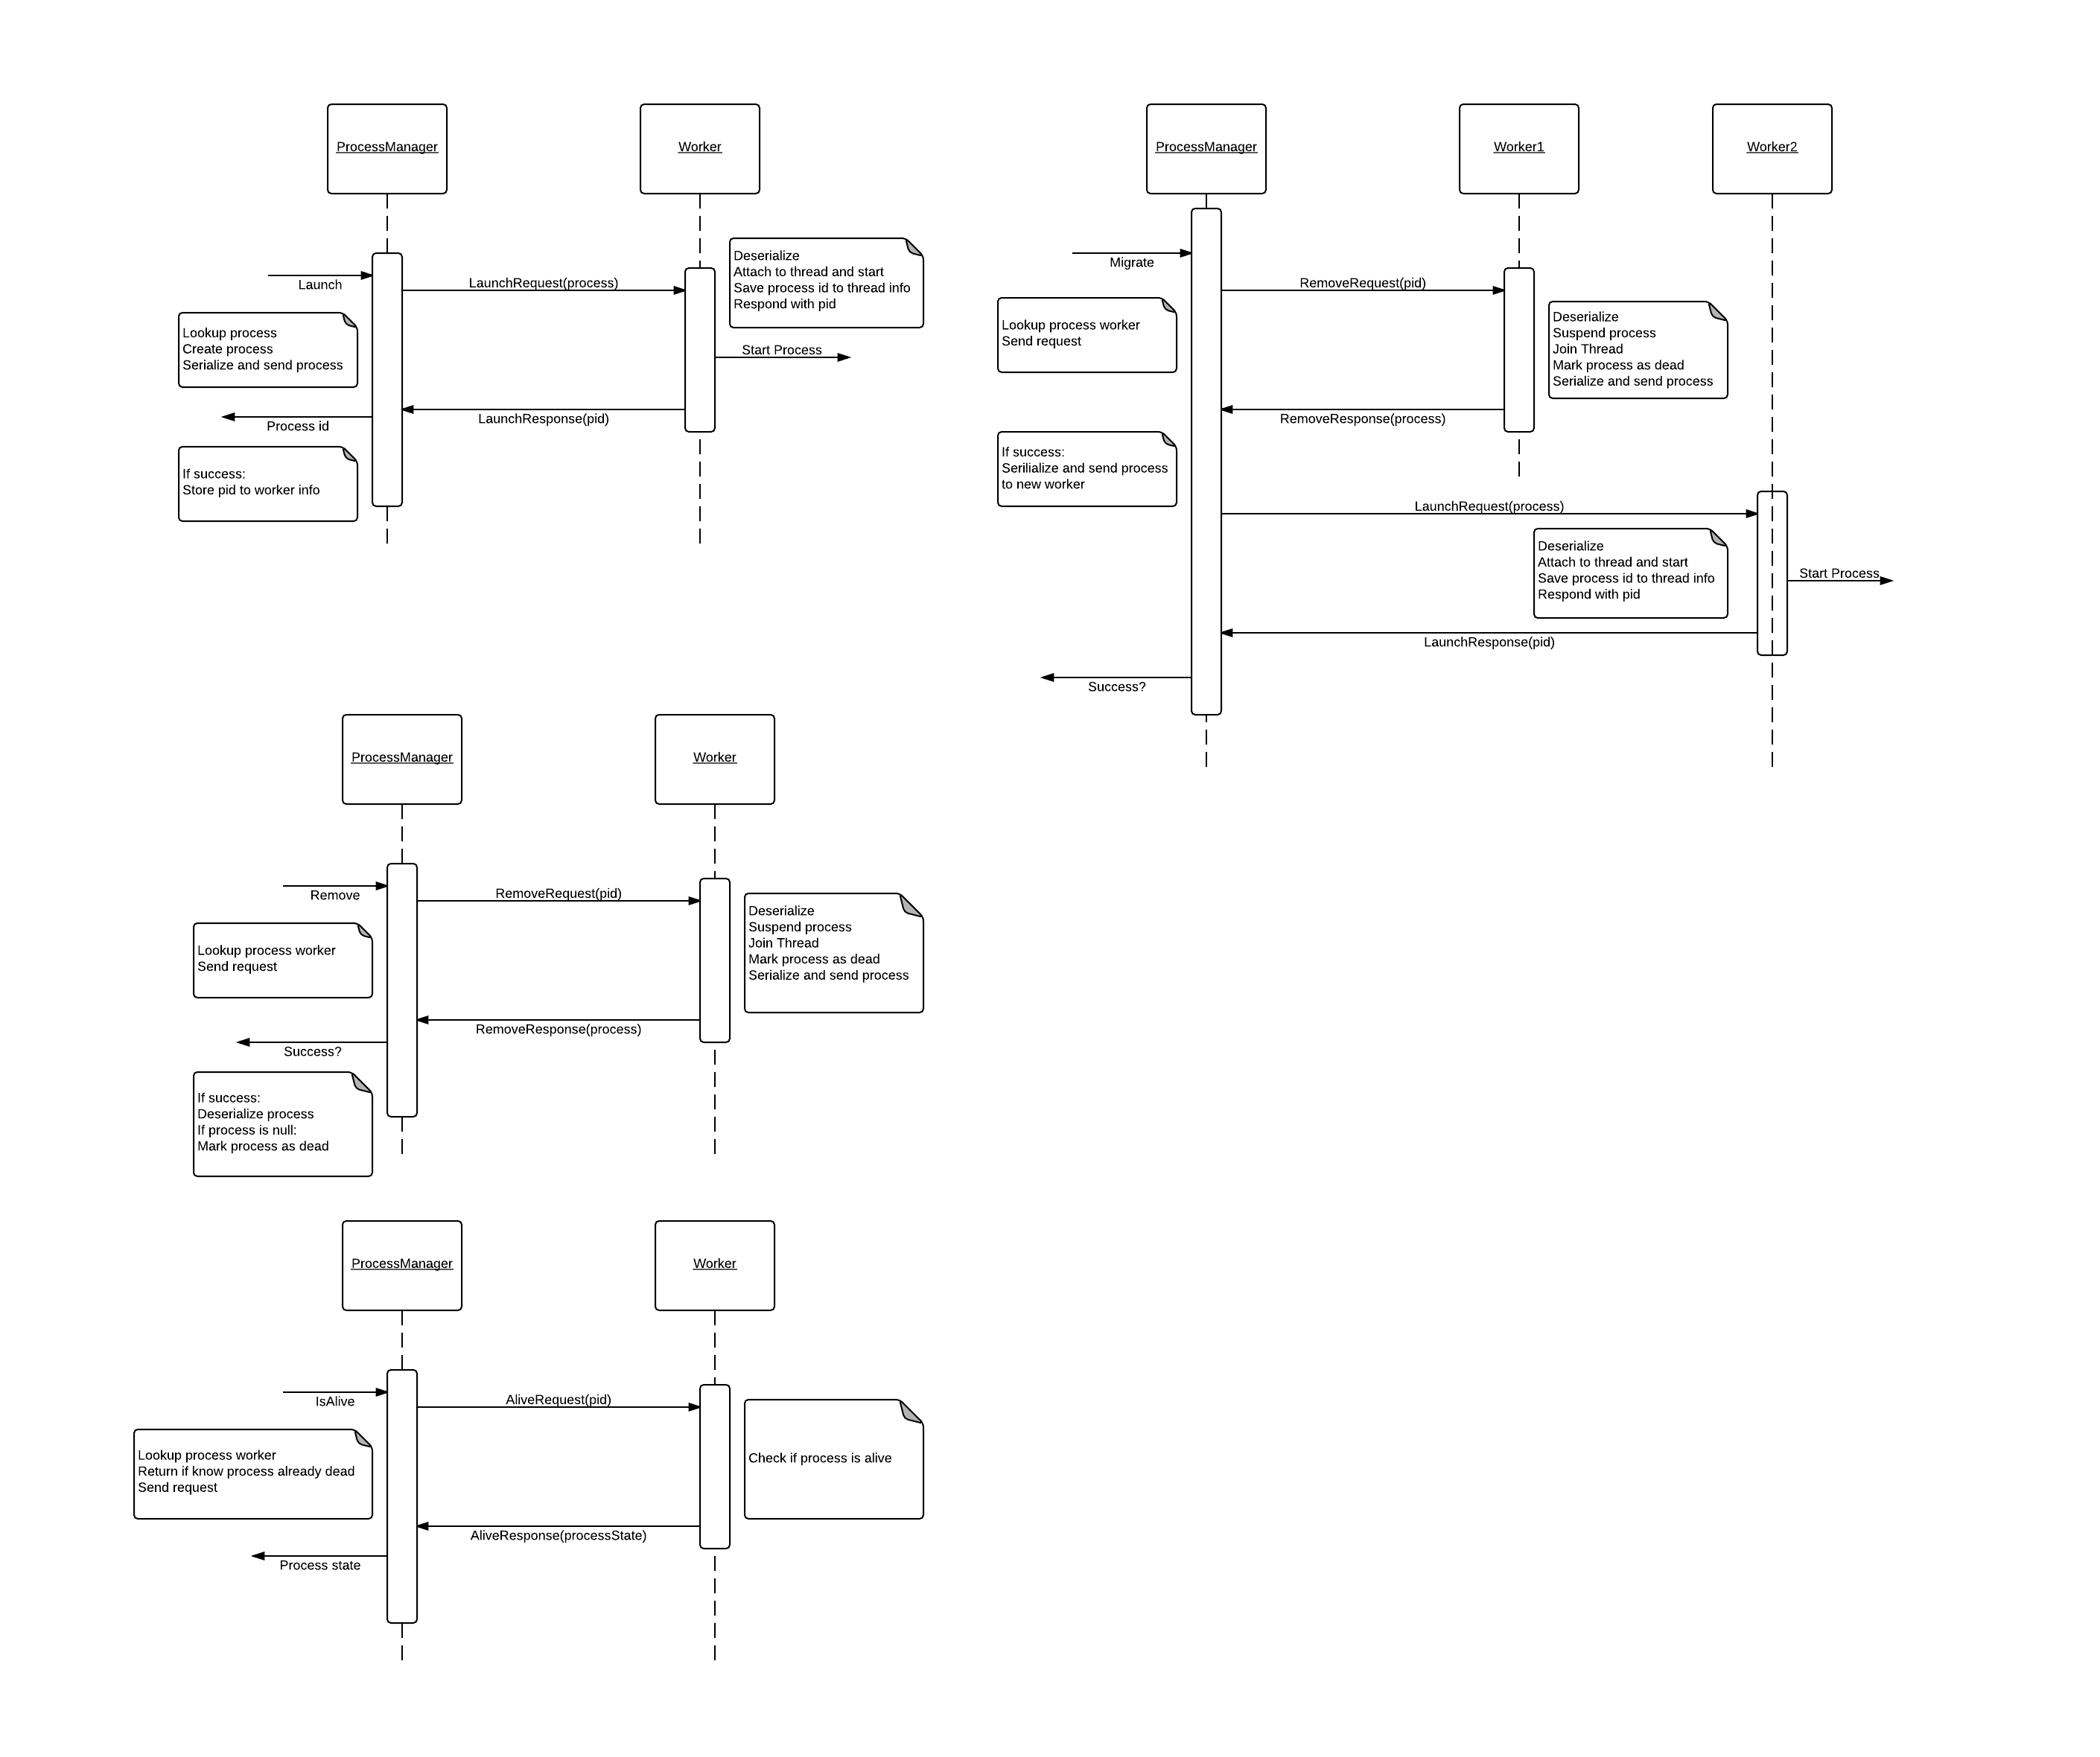 ProcessManager
Worker
Launch
LaunchRequest(process)
Deserialize
Attach to thread and start
Save process id to thread info
Respond with pid
Lookup process
Create process
Serialize and send process
Start Process
LaunchResponse(pid)
Process id
If success:
Store pid to worker info
ProcessManager
Worker1
Worker2
Migrate
RemoveRequest(pid)
Lookup process worker
Send request
Deserialize
Suspend process
Join Thread
Mark process as dead
Serialize and send process
RemoveResponse(process)
If success:
Serilialize and send process
to new worker
LaunchRequest(process)
Deserialize
Attach to thread and start
Save process id to thread info
Respond with pid
Start Process
LaunchResponse(pid)
Success?
ProcessManager
Worker
Remove
RemoveRequest(pid)
Lookup process worker
Send request
Deserialize
Suspend process
Join Thread
Mark process as dead
Serialize and send process
RemoveResponse(process)
Success?
If success:
Deserialize process
If process is null:
Mark process as dead
ProcessManager
Worker
IsAlive
AliveRequest(pid)
Lookup process worker
Return if know process already dead
Send request
Check if process is alive
AliveResponse(processState)
Process state